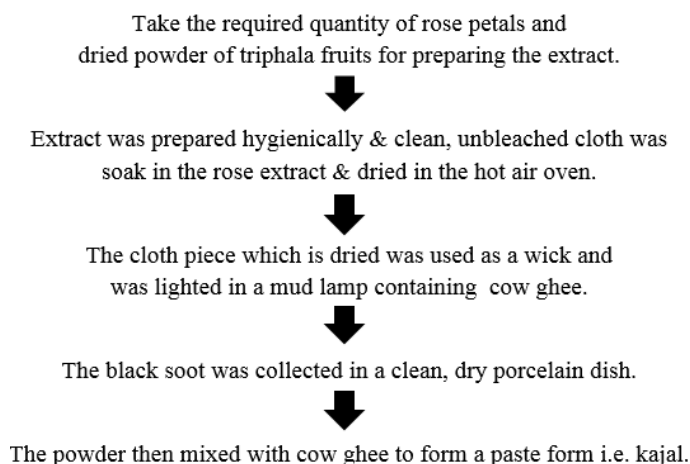 Take the required quantity of rose petals and
dried powder of triphala fruits for preparing the extract.
Extract was prepared hygienically & clean, unbleached cloth was
soak in the rose extract & dried in the hot air oven.
The cloth piece which is dried was used as a wick and
was lighted in a mud lamp containing cow ghee.
The black soot was collected in a clean, dry porcelain dish.
The powder then mixed with cow ghee to form a paste form i.e. kajal.